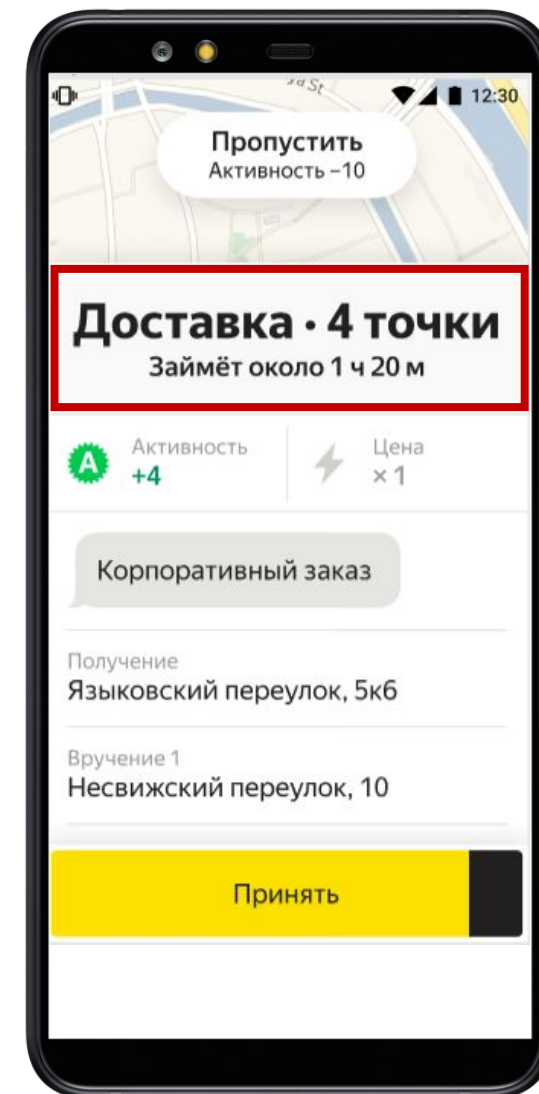 12:30
Пропустить
Активность −10
Доставка · 4 точки
Займёт около 1 ч 20 м
Активность
+4
Цена
× 1
Корпоративный заказ
Получение
Языковский переулок, 5к6
Вручение 1
Несвижский переулок, 10
Принять